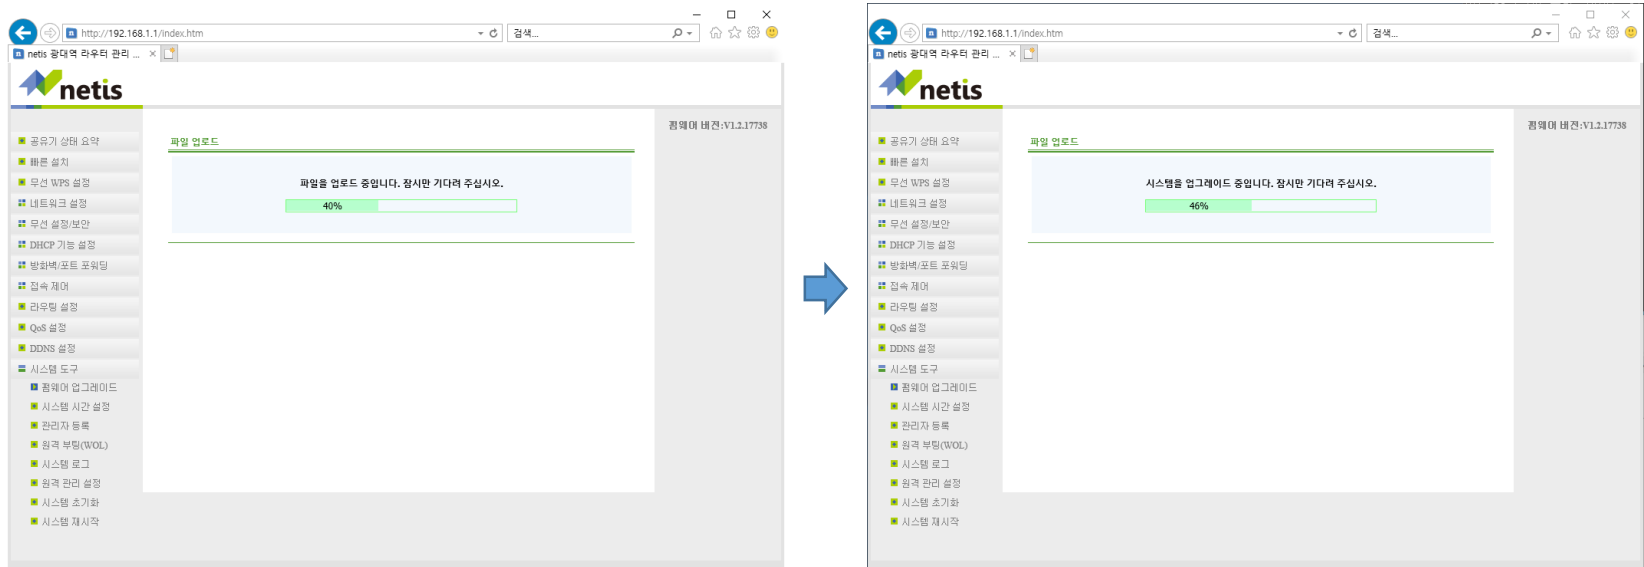 http://192.168.1.1/index.htm
검색...
netis 광대역 라우터 관리 ...
netis
펌웨어 버전:V1.2.17738
공유기 상태 요약
빠른 설치
무선 WPS 설정
네트워크 설정
무선 설정/보안
DHCP 기능 설정
방화벽/포트 포워딩
접속 제어
라우팅 설정
QoS 설정
DDNS 설정
시스템 도구
펌웨어 업그레이드
시스템 시간 설정
관리자 등록
원격 부팅(WOL)
시스템 로그
원격 관리 설정
시스템 초기화
시스템 재시작
파일 업로드
파일을 업로드 중입니다. 잠시만 기다려 주십시오.
40%
http://192.168.1.1/index.htm
검색...
netis 광대역 라우터 관리 ...
netis
펌웨어 버전:V1.2.17738
공유기 상태 요약
빠른 설치
무선 WPS 설정
네트워크 설정
무선 설정/보안
DHCP 기능 설정
방화벽/포트 포워딩
접속 제어
라우팅 설정
QoS 설정
DDNS 설정
시스템 도구
펌웨어 업그레이드
시스템 시간 설정
관리자 등록
원격 부팅(WOL)
시스템 로그
원격 관리 설정
시스템 초기화
시스템 재시작
파일 업로드
시스템을 업그레이드 중입니다. 잠시만 기다려 주십시오.
46%